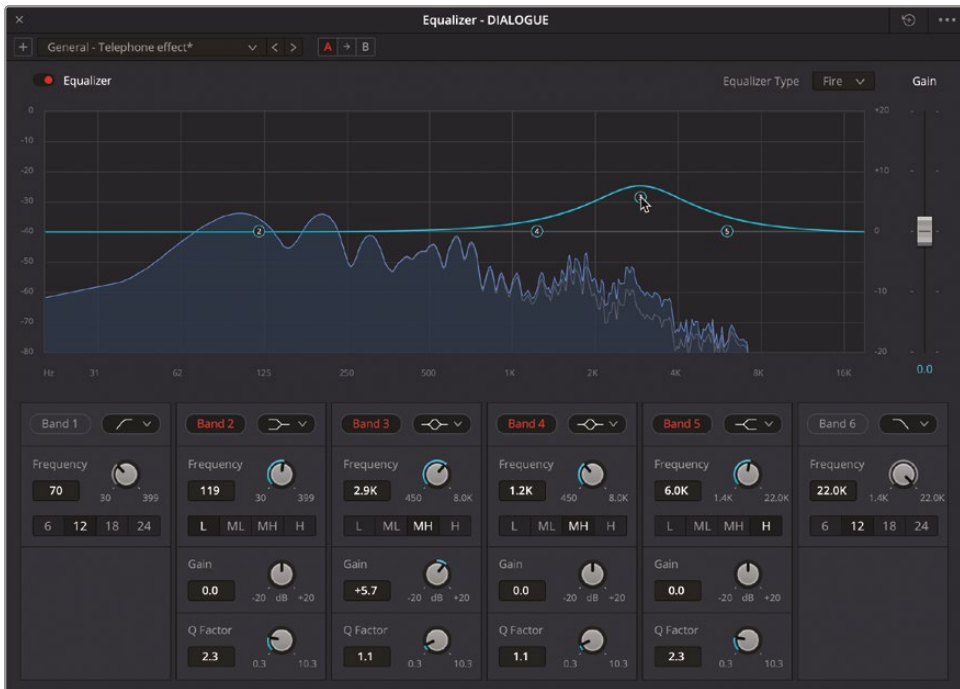 Equalizer - DIALOGUE
General - Telephone effect*
A B
Equalizer
Equalizer Type Fire Gain
0 +20
-10
-20 +10
-30
-40 0
-50
-60 -10
-70
-80 -20
2 4 5
Hz 31 62 125 250 500 1K 2K 4K 8K 16K
0.0
Band 1 Band 2 Band 3 Band 4 Band 5 Band 6
Frequency Frequency Frequency Frequency Frequency Frequency
70 119 2.9K 1.2K 6.0K 22.0K
30 399 30 399 450 8.0K 450 8.0K 1.4K 22.0K 1.4K 22.0K
6 12 18 24 L ML MH H L ML MH H L ML MH H L ML MH H 6 12 18 24
Gain Gain Gain Gain
0.0 +5.7 0.0 0.0
-20 dB +20 -20 dB +20 -20 dB +20 -20 dB +20
Q Factor Q Factor Q Factor Q Factor
2.3 1.1 1.1 2.3
0.3 10.3 0.3 10.3 0.3 10.3 0.3 10.3